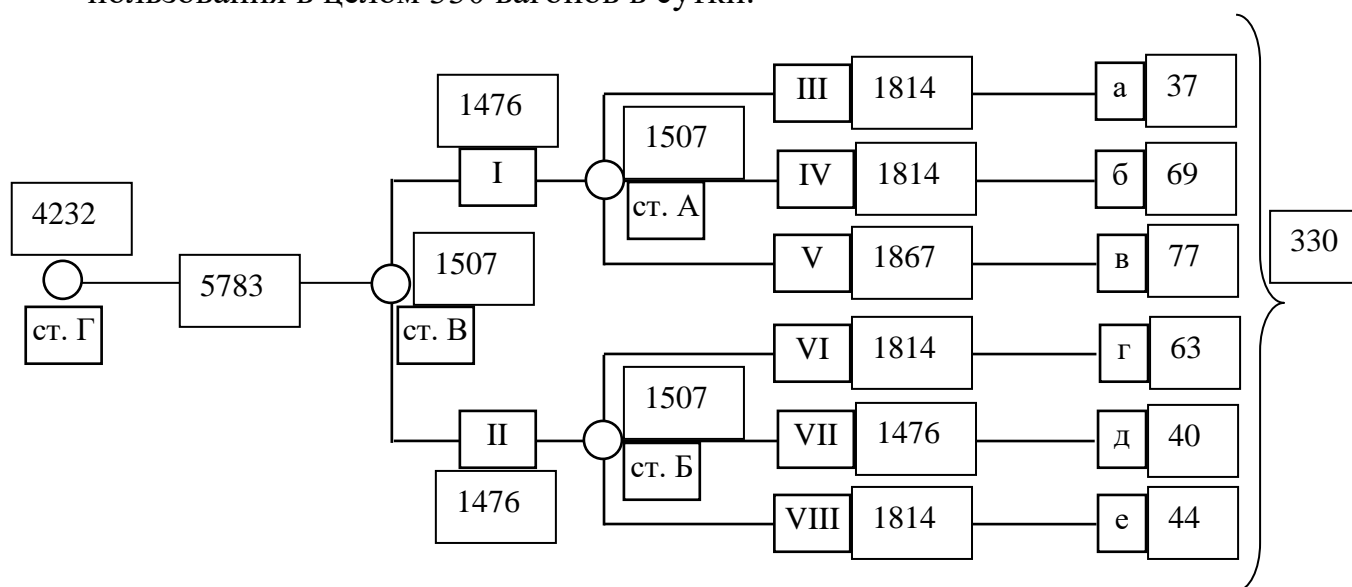 пользования в целом 330 вагонов в сутки.
1476
I
1507
ст. А
III 1814 а 37
IV 1814 б 69
V 1867 в 77
4232
ст. Г
5783
1507
ст. В
330
VI 1814 г 63
1507
ст. Б
II
1476
VII 1476 д 40
VIII 1814 е 44